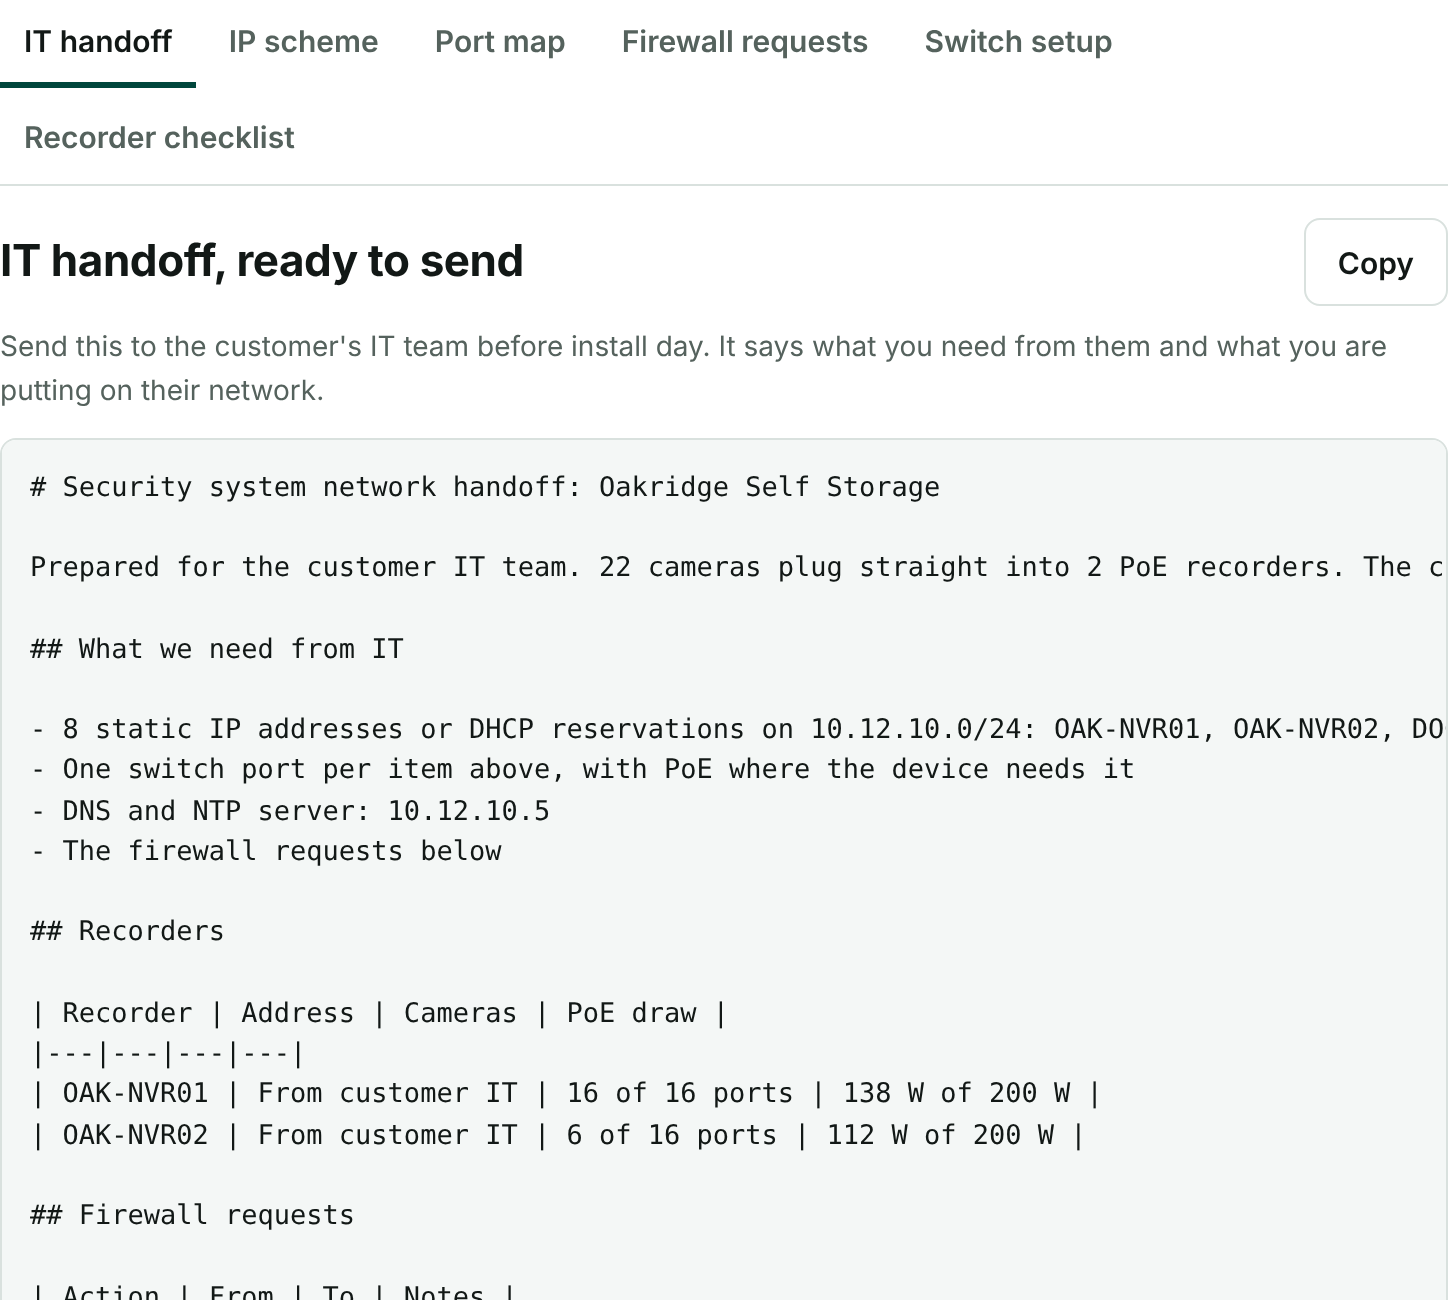 IT handoff
IP scheme
Port map
Firewall requests
Switch setup
Recorder checklist
IT handoff, ready to send
Copy
Send this to the customer's IT team before install day. It says what you need from them and what you are
putting on their network.
# Security system network handoff: Oakridge Self Storage
Prepared for the customer IT team. 22 cameras plug straight into 2 PoE recorders. The c
## What we need from IT
- 8 static IP addresses or DHCP reservations on 10.12.10.0/24: OAK-NVR01, OAK-NVR02, DO
- One switch port per item above, with PoE where the device needs it
- DNS and NTP server: 10.12.10.5
- The firewall requests below
## Recorders
| Recorder | Address | Cameras | PoE draw |
|---|---|---|---|
| OAK-NVR01 | From customer IT | 16 of 16 ports | 138 W of 200 W |
| OAK-NVR02 | From customer IT | 6 of 16 ports | 112 W of 200 W |
## Firewall requests
| Action | From | To | Notes |